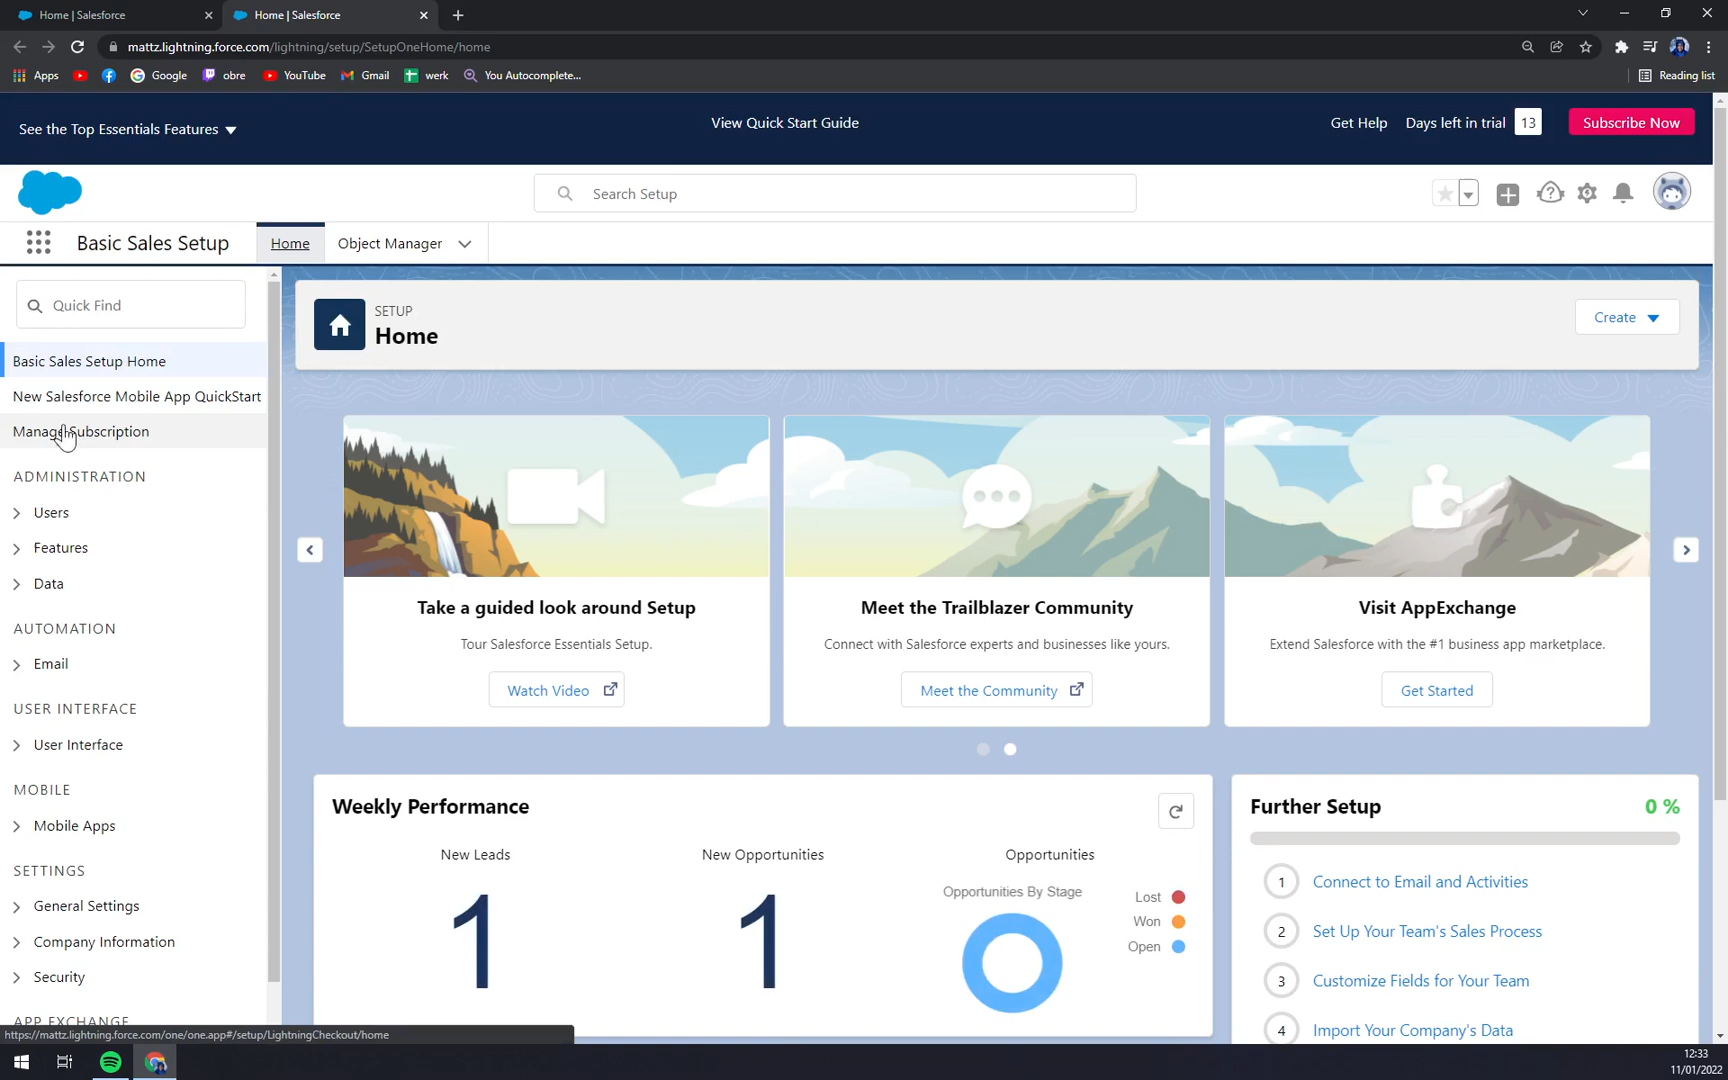 Home | Salesforce
Home | Salesforce
mattz.lightning.force.com/lightning/setup/SetupOneHome/home
Apps
Google
obre
YouTube
Gmail
werk
You Autocomplete...
Reading list
See the Top Essentials Features
View Quick Start Guide
Get Help
Days left in trial
13
Subscribe Now
Search Setup
Basic Sales Setup
Home
Object Manager
Quick Find
Basic Sales Setup Home
New Salesforce Mobile App QuickStart
Manage Subscription
ADMINISTRATION
Users
Features
Data
AUTOMATION
Email
USER INTERFACE
User Interface
MOBILE
Mobile Apps
SETTINGS
General Settings
Company Information
Security
APP EXCHANGE
SETUP
Home
Create
Take a guided look around Setup
Tour Salesforce Essentials Setup.
Watch Video
Meet the Trailblazer Community
Connect with Salesforce experts and businesses like yours.
Meet the Community
Visit AppExchange
Extend Salesforce with the #1 business app marketplace.
Get Started
Weekly Performance
New Leads
1
New Opportunities
1
Opportunities
Opportunities By Stage
Lost
Won
Open
Further Setup
0 %
1 Connect to Email and Activities
2 Set Up Your Team's Sales Process
3 Customize Fields for Your Team
4 Import Your Company's Data
https://mattz.lightning.force.com/one/one.app#/setup/LightningCheckout/home
12:33
11/01/2022